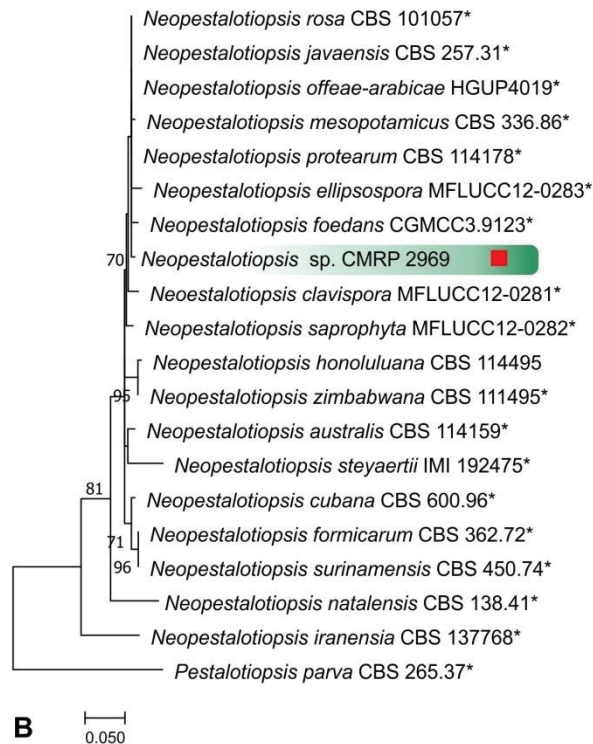 Neopestalotiopsis rosa CBS 101057*
Neopestalotiopsis javaensis CBS 257.31*
Neopestalotiopsis offeae-arabicae HGUP4019*
Neopestalotiopsis mesopotamicus CBS 336.86*
Neopestalotiopsis protearum CBS 114178*
Neopestalotiopsis ellipsospora MFLUCC12-0283*
Neopestalotiopsis foedans CGMCC3.9123*
70 Neopestalotiopsis sp. CMRP 2969
Neoestalotiopsis clavispora MFLUCC12-0281*
Neopestalotiopsis saprophyta MFLUCC12-0282*
Neopestalotiopsis honoluluana CBS 114495
95 Neopestalotiopsis zimbabwana CBS 111495*
Neopestalotiopsis australis CBS 114159*
Neopestalotiopsis steyaertii IMI 192475*
81 Neopestalotiopsis cubana CBS 600.96*
71 Neopestalotiopsis formicarum CBS 362.72*
96 Neopestalotiopsis surinamensis CBS 450.74*
Neopestalotiopsis natalensis CBS 138.41*
Neopestalotiopsis iranensia CBS 137768*
Pestalotiopsis parva CBS 265.37*
B
0.050